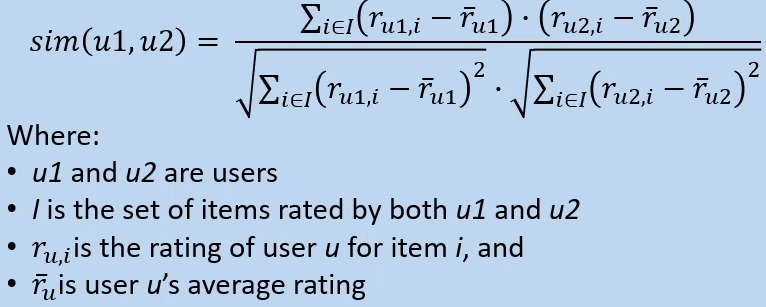 sim(u1, u2) = \frac{\sum_{i \in I} (r_{u1,i} - \bar{r}_{u1}) \cdot (r_{u2,i} - \bar{r}_{u2})}{\sqrt{\sum_{i \in I} (r_{u1,i} - \bar{r}_{u1})^2} \cdot \sqrt{\sum_{i \in I} (r_{u2,i} - \bar{r}_{u2})^2}}
Where:
• u1 and u2 are users
• I is the set of items rated by both u1 and u2
• r_{u,i} is the rating of user u for item i, and
• \bar{r}_u is user u’s average rating